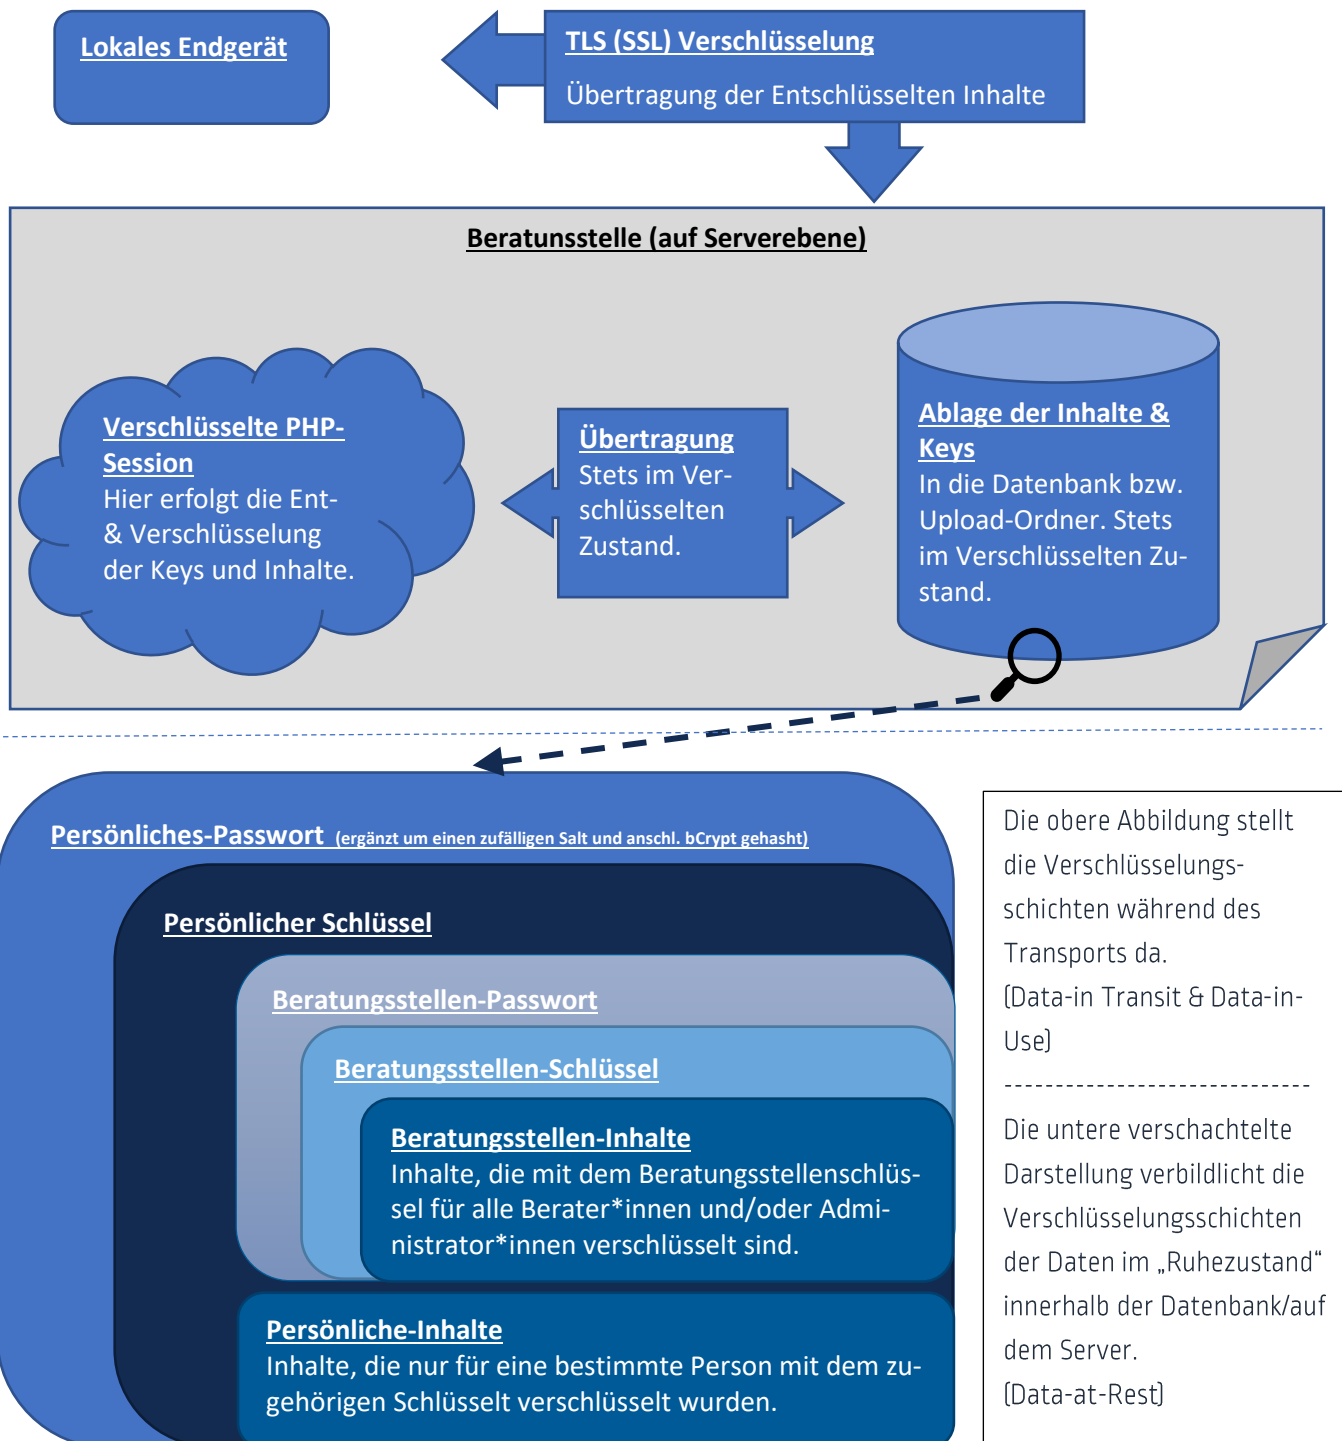 Lokales Endgerät
TLS (SSL) Verschlüsselung
Übertragung der Entschlüsselten Inhalte
Beratunsstelle (auf Serverebene)
Verschlüsselte PHP-
Session
Hier erfolgt die Ent-
& Verschlüsselung
der Keys und Inhalte.
Übertragung
Stets im Ver-
schlüsselten
Zustand.
Ablage der Inhalte &
Keys
In die Datenbank bzw.
Upload-Ordner. Stets
im Verschlüsselten Zu-
stand.
Persönliches-Passwort (ergänzt um einen zufälligen Salt und anschl. bCrypt gehasht)
Persönlicher Schlüssel
Beratungsstellen-Passwort
Beratungsstellen-Schlüssel
Beratungsstellen-Inhalte
Inhalte, die mit dem Beratungsstellenschlüs-
sel für alle Berater*innen und/oder Admi-
nistrator*innen verschlüsselt sind.
Persönliche-Inhalte
Inhalte, die nur für eine bestimmte Person mit dem zu-
gehörigen Schlüsselt verschlüsselt wurden.
Die obere Abbildung stellt
die Verschlüsselungs-
schichten während des
Transports da.
(Data-in Transit & Data-in-
Use)
------------------------------
Die untere verschachtelte
Darstellung verbildlicht die
Verschlüsselungsschichten
der Daten im „Ruhezustand“
innerhalb der Datenbank/auf
dem Server.
(Data-at-Rest)